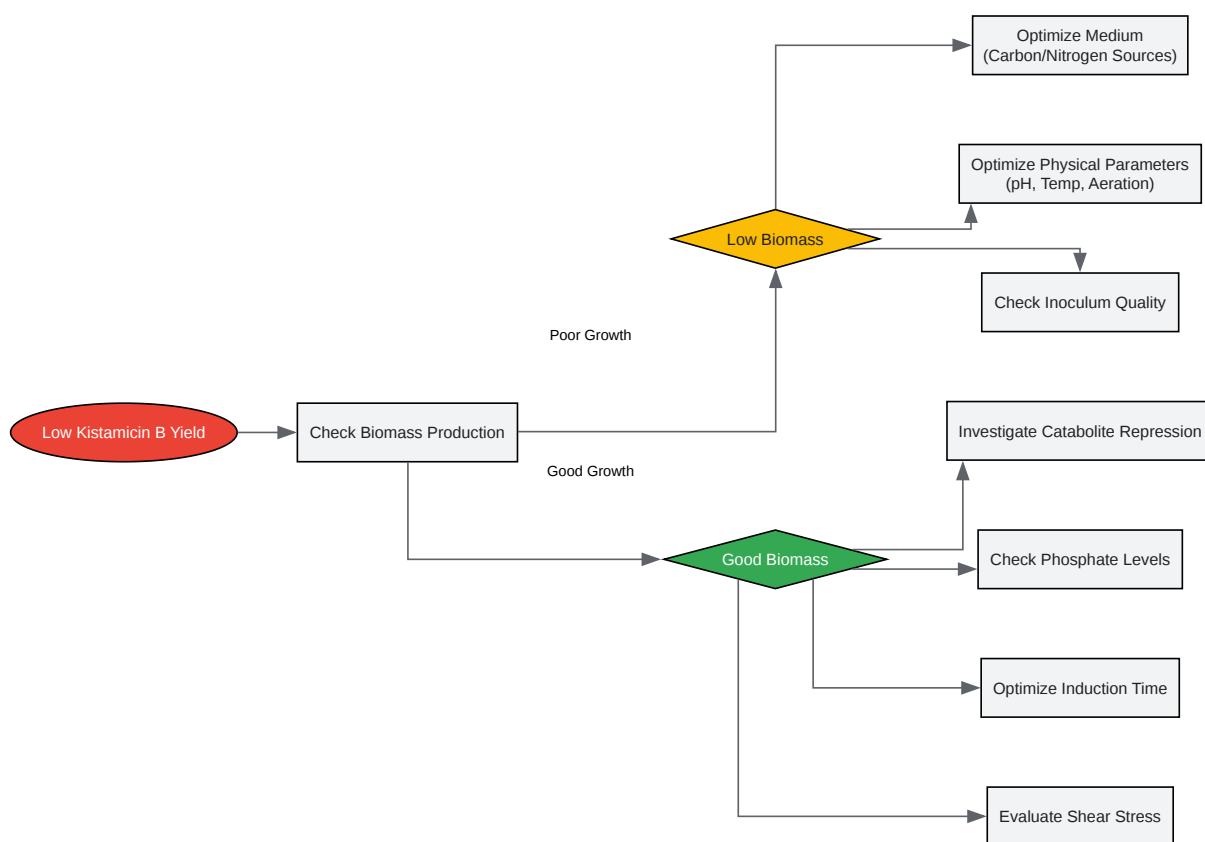 Optimize Medium
(Carbon/Nitrogen Sources)
Optimize Physical Parameters
(pH, Temp, Aeration)
Low Biomass
Check Inoculum Quality
Poor Growth
Low Kistamicin B Yield
Check Biomass Production
Investigate Catabolite Repression
Good Growth
Good Biomass
Check Phosphate Levels
Optimize Induction Time
Evaluate Shear Stress